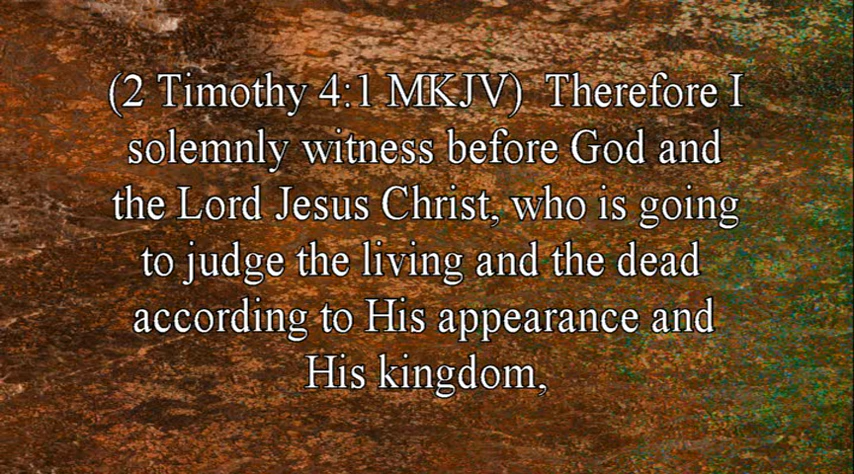 (2 Timothy 4:1 MKJV)  Therefore I
solemnly witness before God and
the Lord Jesus Christ, who is going
to judge the living and the dead
according to His appearance and
His kingdom,